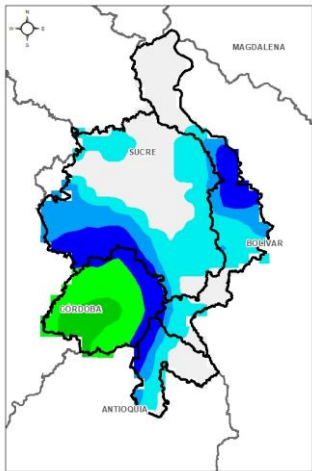 N
W E
S
MAGDALENA
SUCRE
BOLIVAR
CORDOBA
ANTIOQUIA